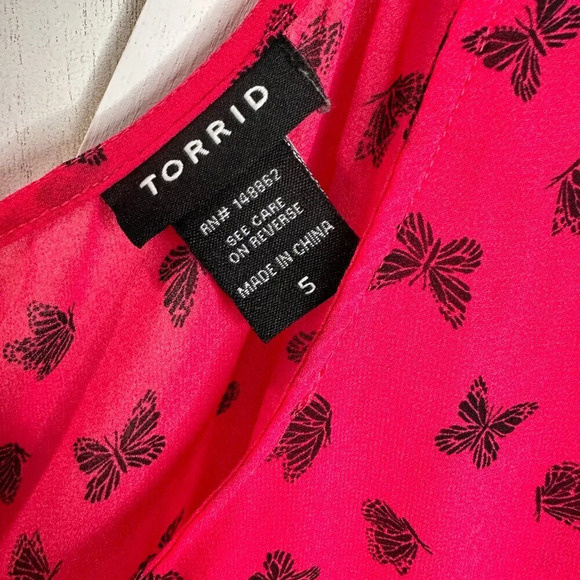 TORRID
RN# 148862
SEE CARE
ON REVERSE
MADE IN CHINA
5